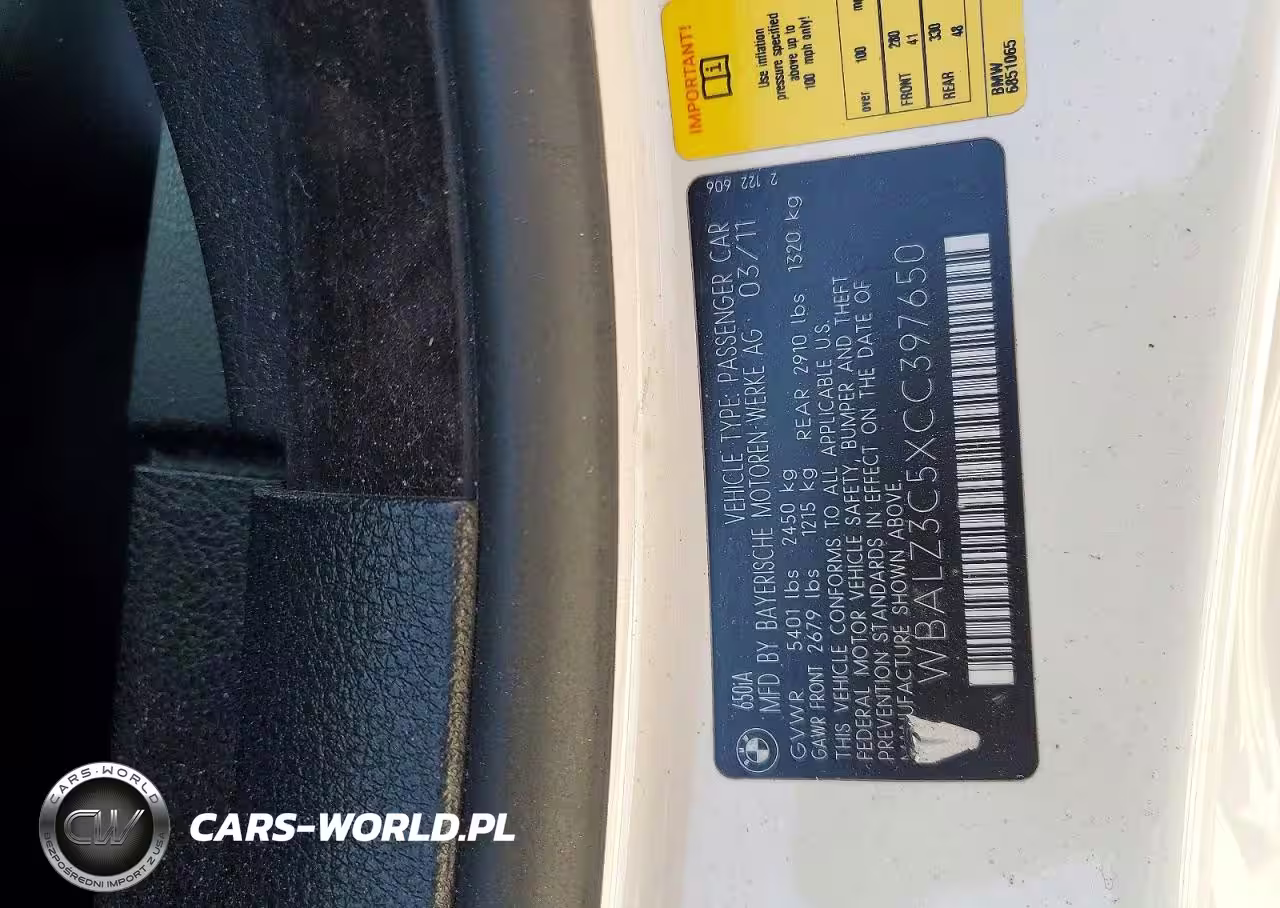 IMPORTANT!
Use inflation
pressure specified
above up to
100 mph only!
over 100
FRONT 280
41
REAR 330
48
BMW
6851065
2 122 606
650iA VEHICLE TYPE: PASSENGER CAR
MFD BY BAYERISCHE MOTOREN WERKE AG 03/11
GVWR 5401 lbs 2450 kg
GAWR FRONT 2679 lbs 1215 kg REAR 2910 lbs 1320 kg
THIS VEHICLE CONFORMS TO ALL APPLICABLE U.S.
FEDERAL MOTOR VEHICLE SAFETY, BUMPER AND THEFT
PREVENTION STANDARDS IN EFFECT ON THE DATE OF
MANUFACTURE SHOWN ABOVE.
WBALZ3C5XCC397650
CARS-WORLD
CW
BEZPOŚREDNI IMPORT Z USA
CARS-WORLD.PL